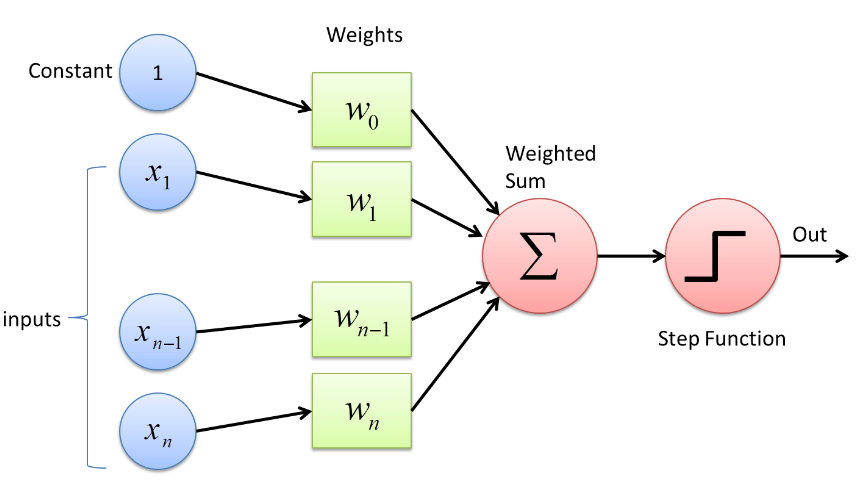 Weights
Constant
1
w₀
x₁
w₁
Weighted
Sum
Σ
Out
inputs
xₙ₋₁
wₙ₋₁
Step Function
xₙ
wₙ